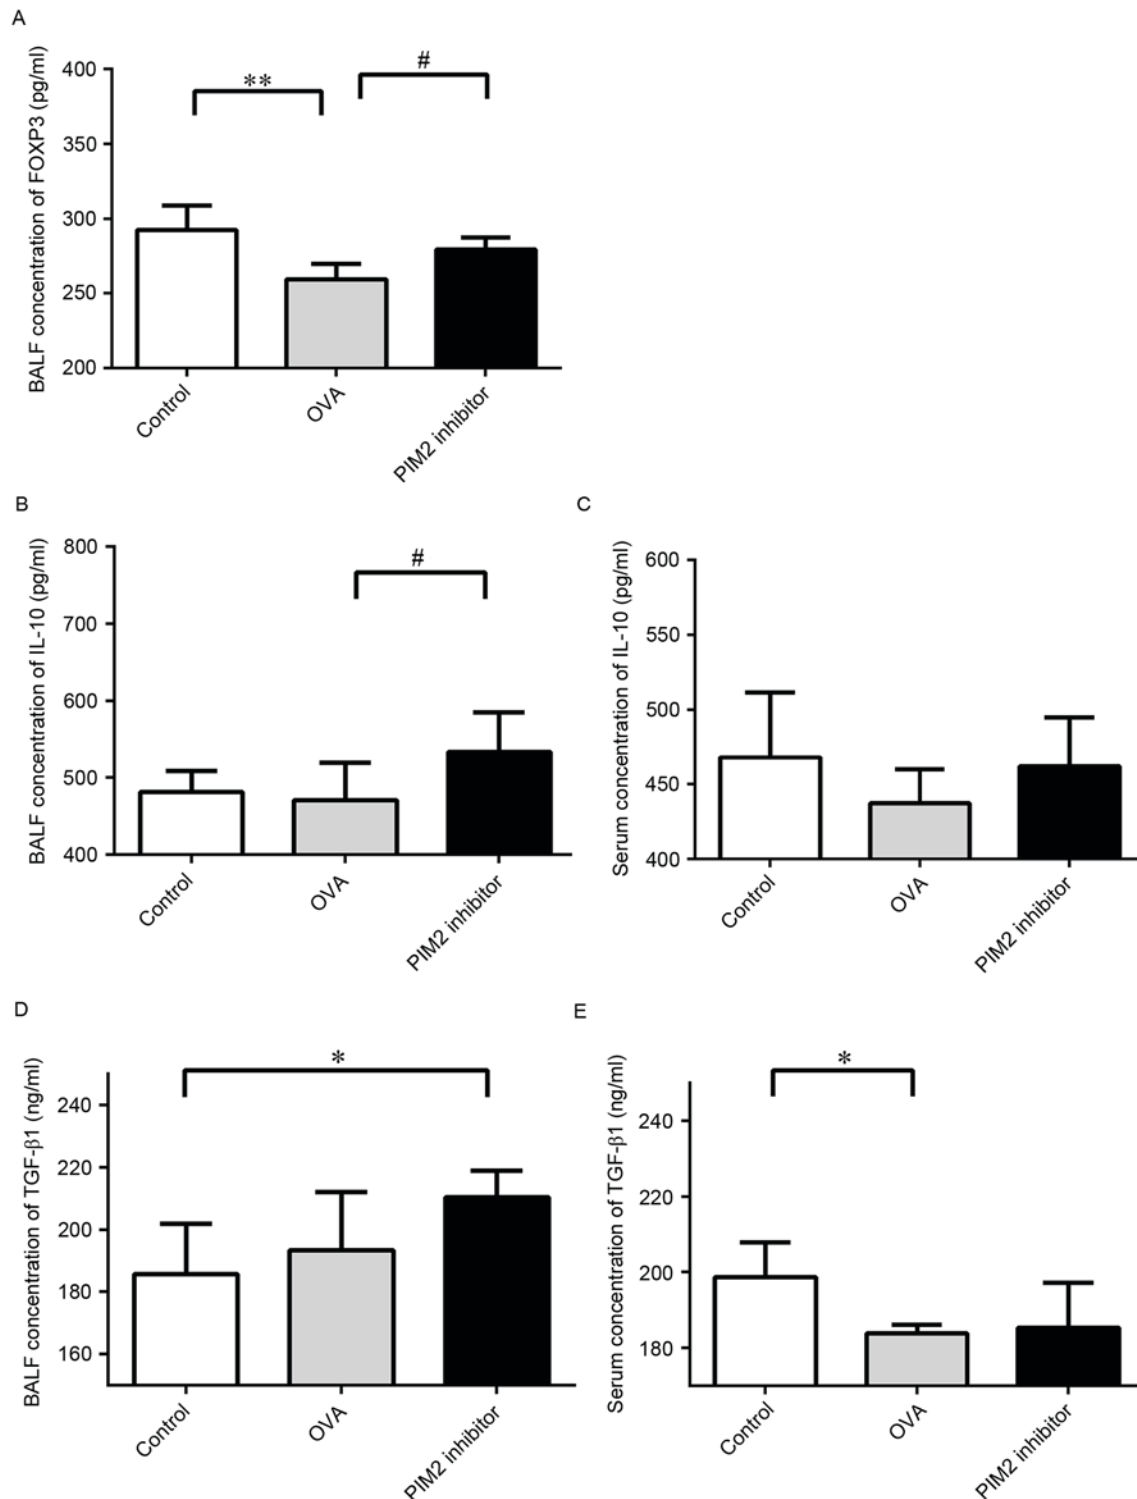 A
BALF concentration of FOXP3 (pg/ml)
400
350
300
250
200
**
#
Control
OVA
PIM2 inhibitor
B
BALF concentration of IL-10 (pg/ml)
800
700
600
500
400
#
Control
OVA
PIM2 inhibitor
C
Serum concentration of IL-10 (pg/ml)
600
550
500
450
400
Control
OVA
PIM2 inhibitor
D
BALF concentration of TGF-β1 (ng/ml)
240
220
200
180
160
*
Control
OVA
PIM2 inhibitor
E
Serum concentration of TGF-β1 (ng/ml)
240
220
200
180
*
Control
OVA
PIM2 inhibitor